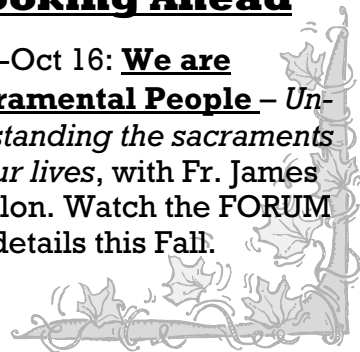 oking Ahead
–Oct 16: We are
ramental People – Un-
standing the sacraments
ur lives, with Fr. James
lon. Watch the FORUM
details this Fall.